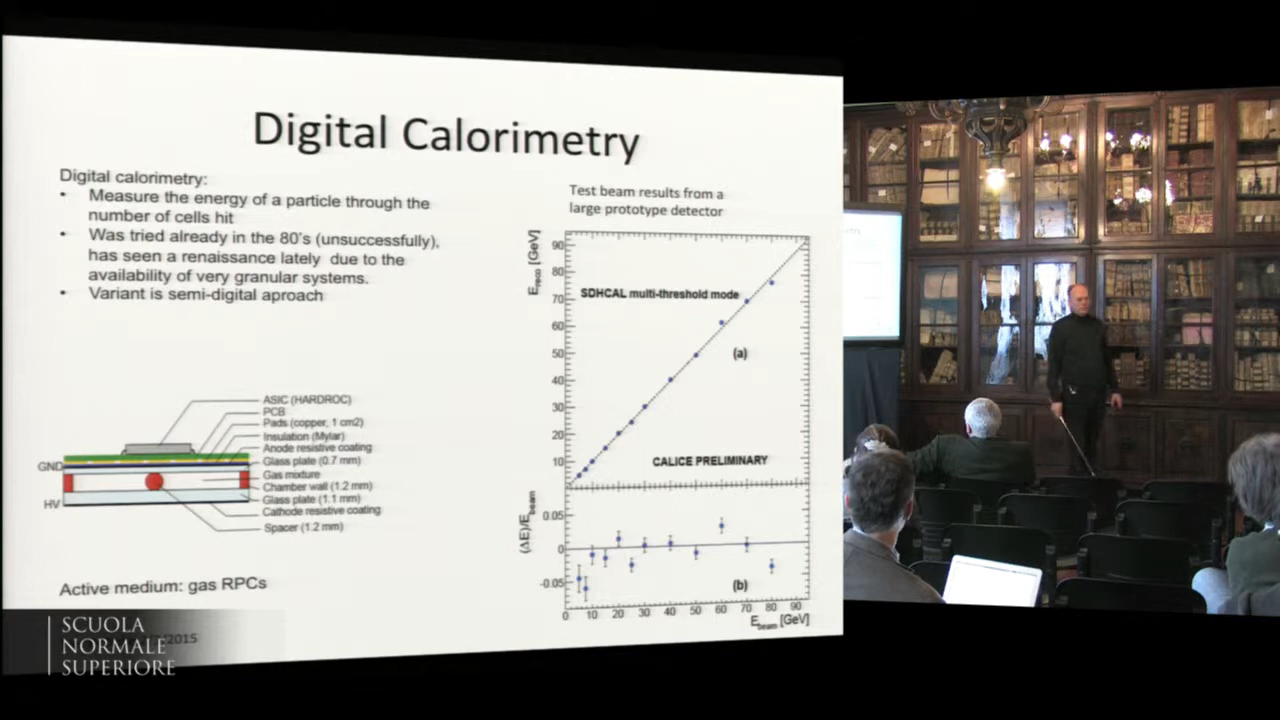 Digital Calorimetry
Digital calorimetry:
• Measure the energy of a particle through the
number of cells hit
• Was tried already in the 80's (unsuccessfully),
has seen a renaissance lately due to the
availability of very granular systems.
• Variant is semi-digital aproach
ASIC (HARDROC)
PCB
Pads (copper, 1 cm2)
Insulation (Mylar)
Anode resistive coating
GND
Glass plate (0.7 mm)
Gas mixture
Chamber wall (1.2 mm)
Glass plate (1.1 mm)
HV
Cathode resistive coating
Spacer (1.2 mm)
Active medium: gas RPCs
Test beam results from a
large prototype detector
E reco [GeV]
90
80
70
60
50
40
30
20
10
SDHCAL multi-threshold mode
(a)
CALICE PRELIMINARY
(ΔE)/E beam
0.05
0
-0.05
(b)
0 10 20 30 40 50 60 70 80 90
E beam [GeV]
2015
SCUOLA
NORMALE
SUPERIORE